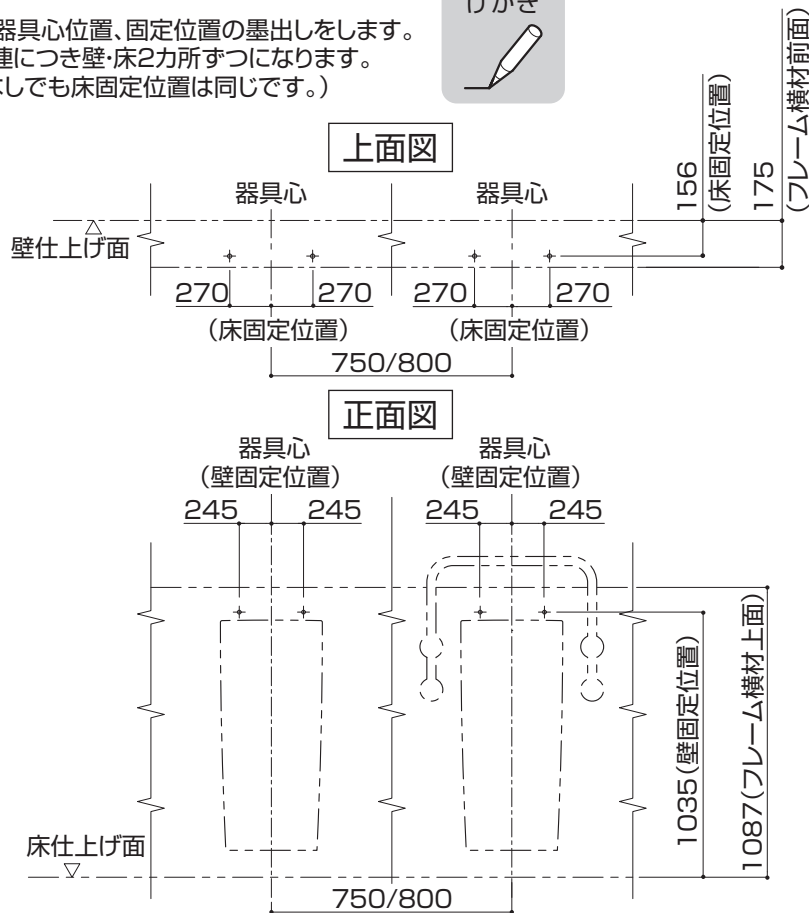 器具心位置、固定位置の墨出しをします。
連につき壁・床2カ所ずつになります。
なしでも床固定位置は同じです。）
けがき
上面図
器具心 器具心
壁仕上げ面
156
（床固定位置）
175
（フレーム横材前面）
270 270 270 270
（床固定位置） （床固定位置）
750/800
正面図
器具心 器具心
（壁固定位置） （壁固定位置）
245 245 245 245
1035（壁固定位置）
1087（フレーム横材上面）
床仕上げ面
750/800